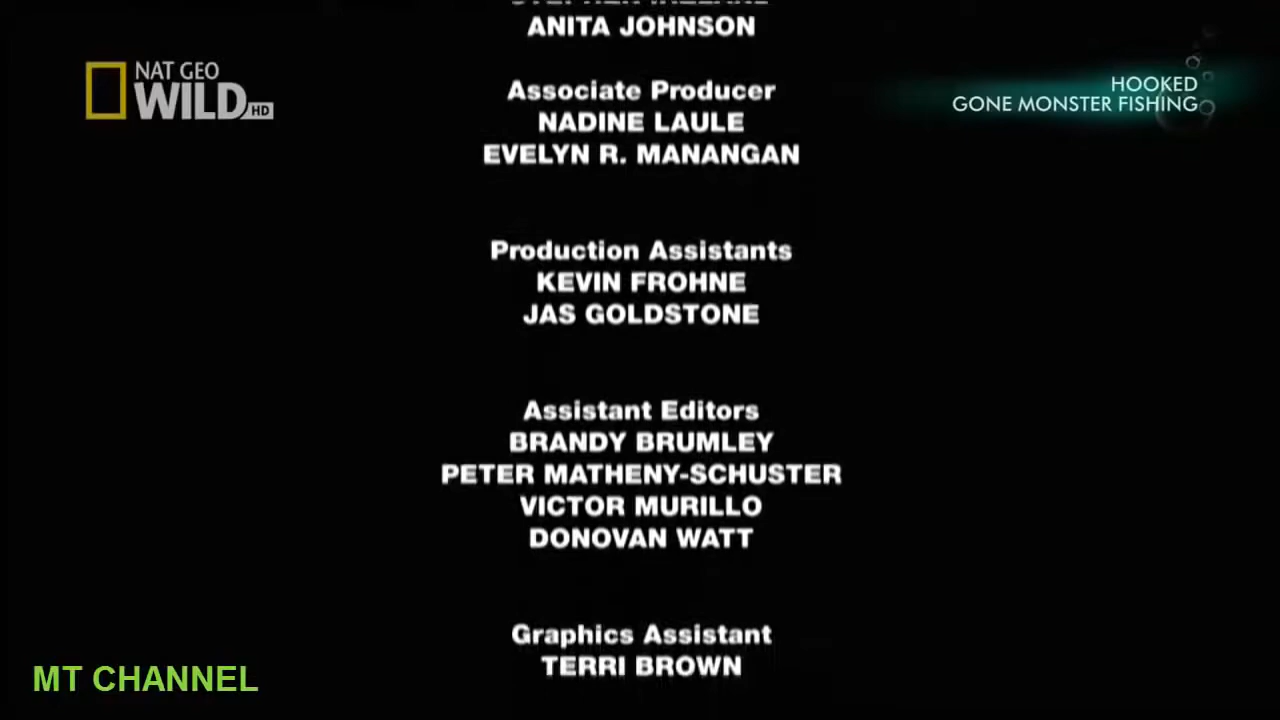 ANITA JOHNSON
NAT GEO
WILD HD
HOOKED
GONE MONSTER FISHING
Associate Producer
NADINE LAULE
EVELYN R. MANANGAN
Production Assistants
KEVIN FROHNE
JAS GOLDSTONE
Assistant Editors
BRANDY BRUMLEY
PETER MATHENY-SCHUSTER
VICTOR MURILLO
DONOVAN WATT
Graphics Assistant
TERRI BROWN
MT CHANNEL